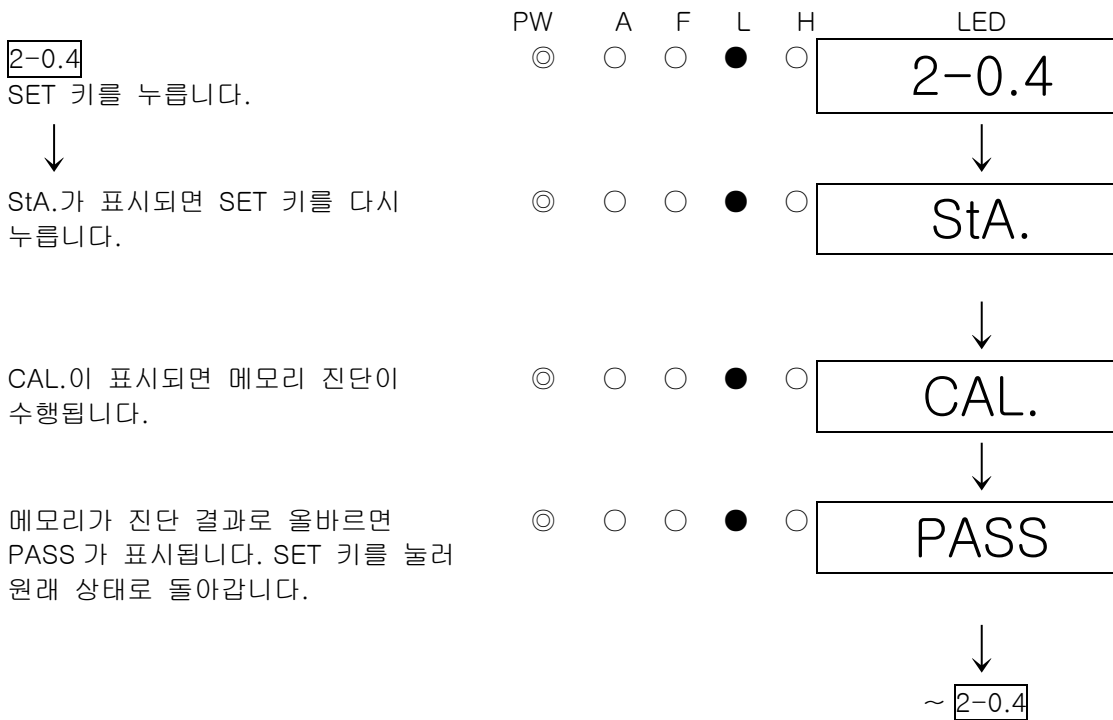 PW A F L H LED
2-0.4 ◎ ○ ○ ● ○ 2-0.4
SET 키를 누릅니다.
↓ ↓
StA.가 표시되면 SET 키를 다시 ◎ ○ ○ ● ○ StA.
누릅니다.
↓
CAL.이 표시되면 메모리 진단이 ◎ ○ ○ ● ○ CAL.
수행됩니다.
↓
메모리가 진단 결과로 올바르면 ◎ ○ ○ ● ○ PASS
PASS 가 표시됩니다. SET 키를 눌러
원래 상태로 돌아갑니다.
↓
~ 2-0.4